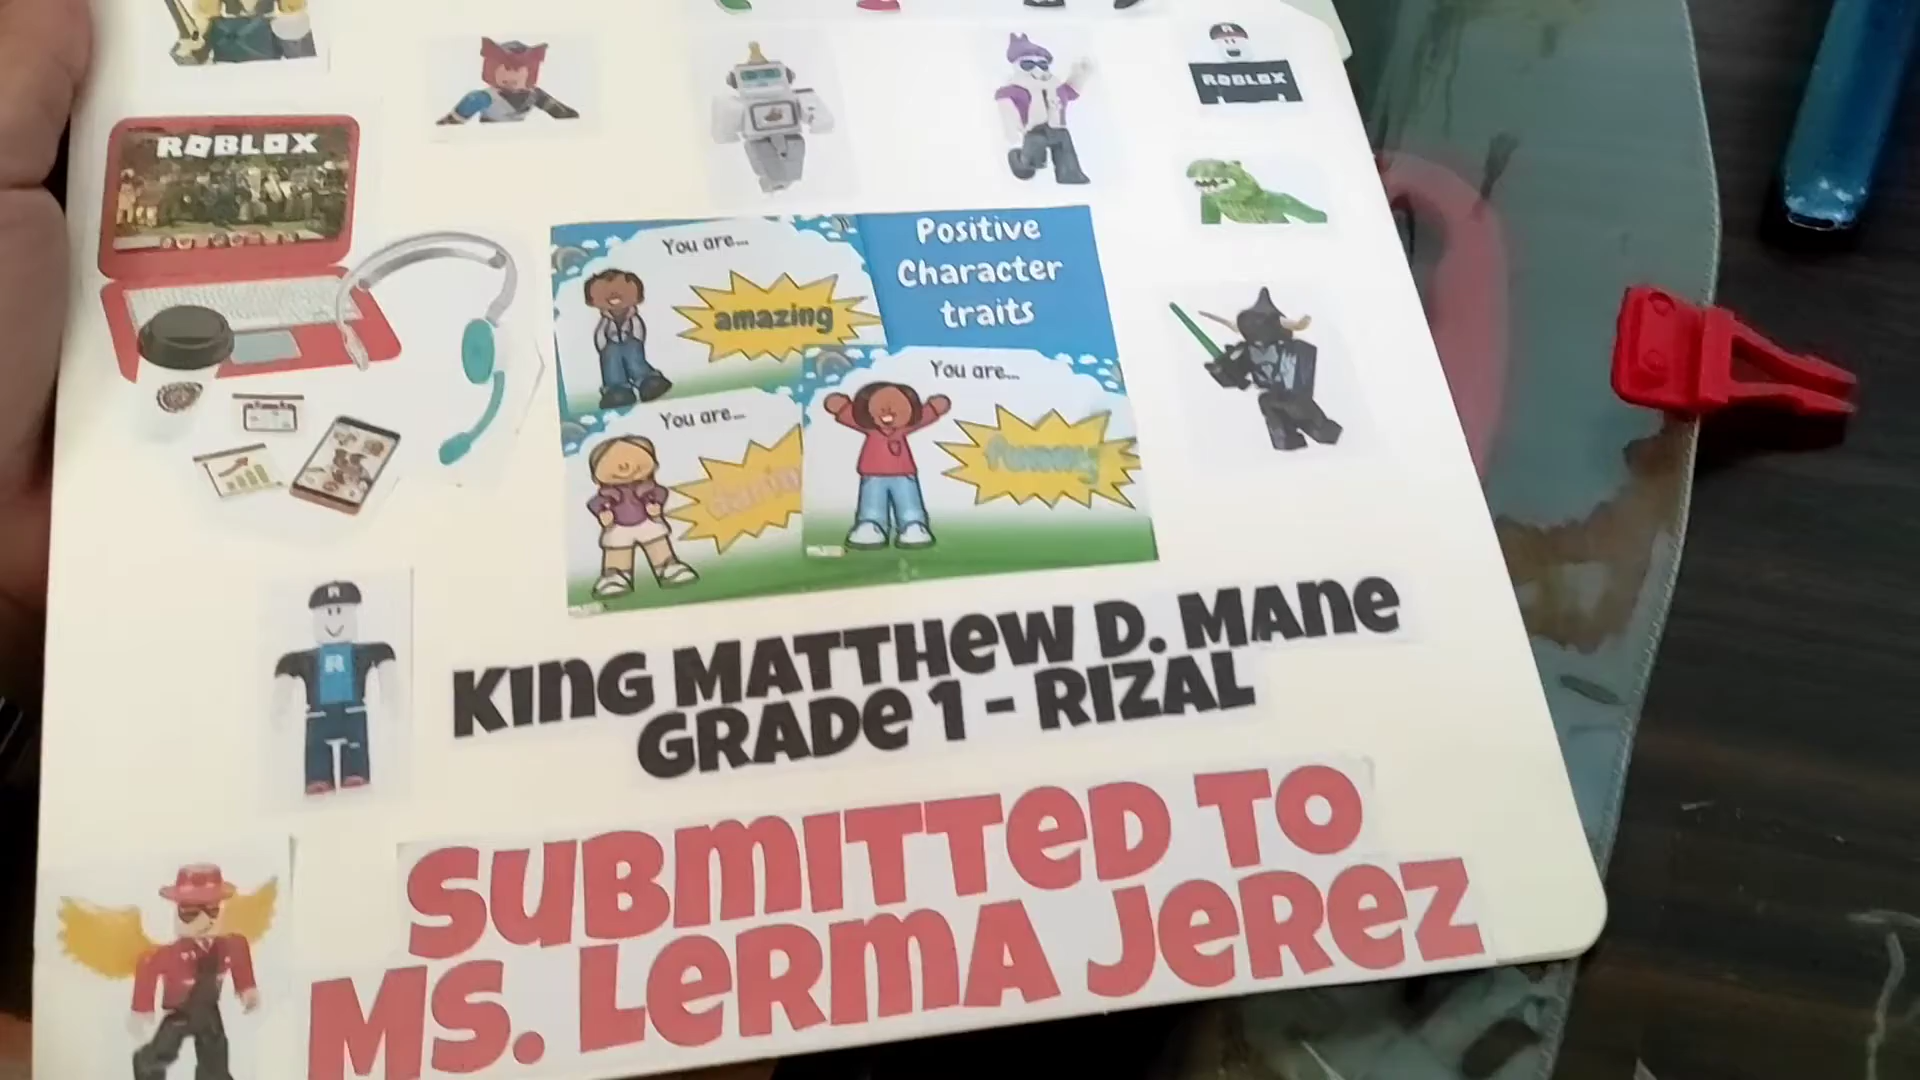 ROBLOX
ROBLOX
You are...
amazing
Positive
Character
traits
You are...
You are...
funny
KING MATTHEW D. MANE
GRADE 1 - RIZAL
SUBMITTED TO
MS. LERMA JEREZ